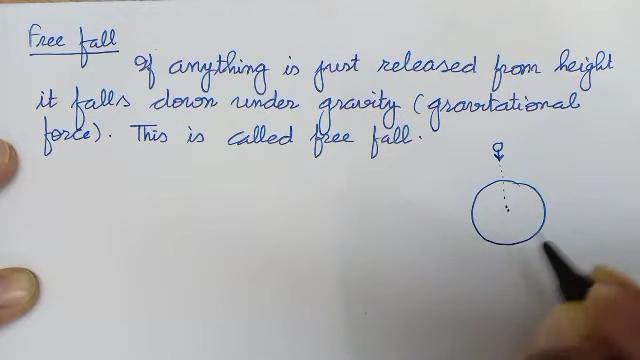 Free fall
If anything is just released from height
it falls down under gravity (gravitational
force). This is called free fall.